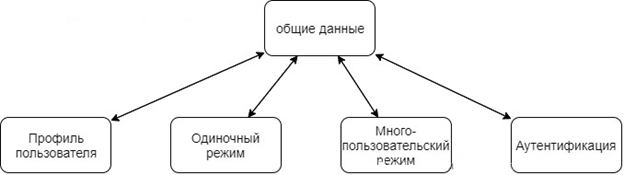 общие данные
Профиль
пользователя
Одиночный
режим
Много-
пользовательский
режим
Аутентификация